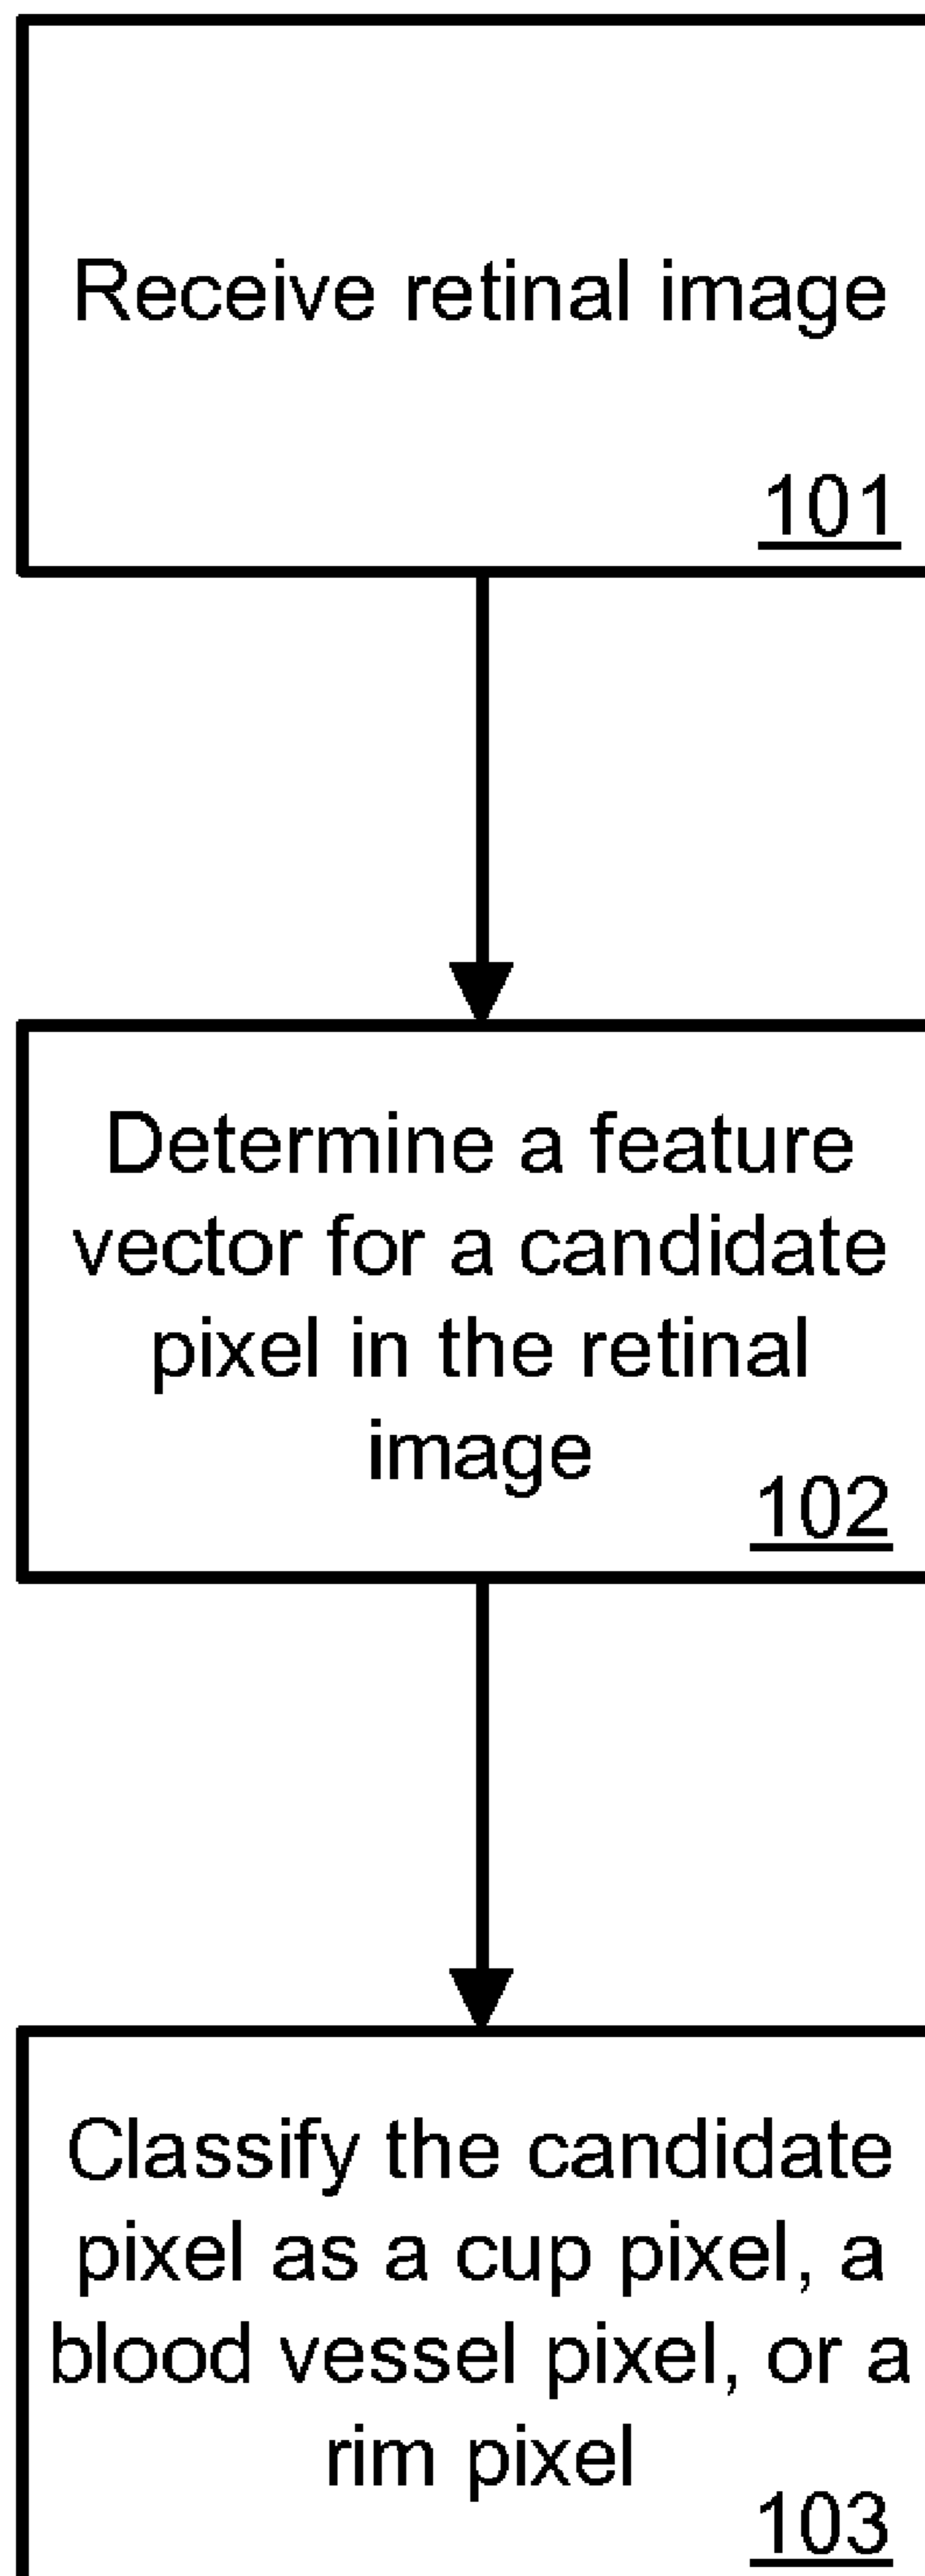 Receive retinal image
101
Determine a feature
vector for a candidate
pixel in the retinal
image
102
Classify the candidate
pixel as a cup pixel, a
blood vessel pixel, or a
rim pixel
103